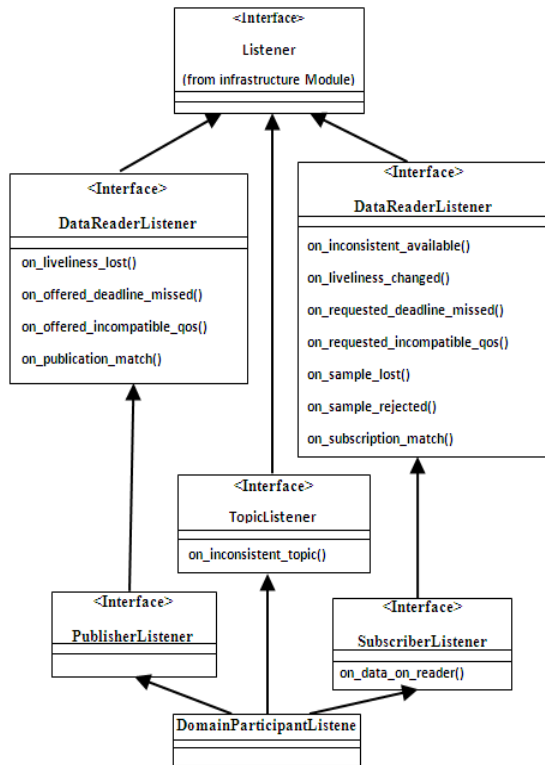 <Interface>
Listener
(from infrastructure Module)
<Interface>
DataReaderListener
on_liveliness_lost()
on_offered_deadline_missed()
on_offered_incompatible_qos()
on_publication_match()
<Interface>
DataReaderListener
on_inconsistent_available()
on_liveliness_changed()
on_requested_deadline_missed()
on_requested_incompatible_qos()
on_sample_lost()
on_sample_rejected()
on_subscription_match()
<Interface>
TopicListener
on_inconsistent_topic()
<Interface>
PublisherListener
<Interface>
SubscriberListener
on_data_on_reader()
DomainParticipantListene